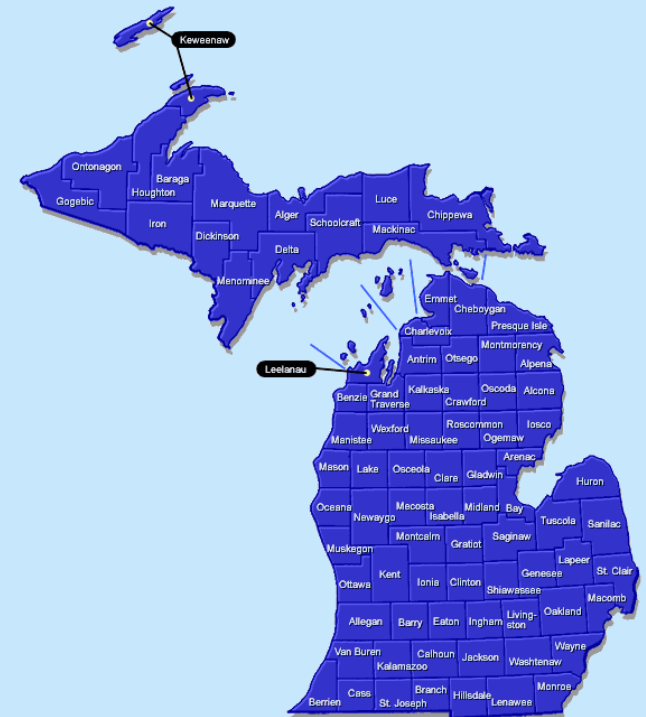 Keweenaw
Ontonagon
Baraga
Houghton
Gogebic
Marquette
Luce
Alger
Chippewa
Schoolcraft
Iron
Mackinac
Dickinson
Delta
Menominee
Emmet
Cheboygan
Presque Isle
Charlevoix
Montmorency
Leelanau
Antrim
Otsego
Alpena
Benzie
Grand
Traverse
Kalkaska
Crawford
Oscoda
Alcona
Manistee
Wexford
Missaukee
Roscommon
Ogemaw
Iosco
Arenac
Mason
Lake
Osceola
Clare
Gladwin
Huron
Oceana
Newaygo
Mecosta
Isabella
Midland
Bay
Tuscola
Sanilac
Muskegon
Montcalm
Gratiot
Saginaw
Lapeer
Genesee
St. Clair
Ottawa
Kent
Ionia
Clinton
Shiawassee
Macomb
Allegan
Barry
Eaton
Ingham
Living-
ston
Oakland
Van Buren
Kalamazoo
Calhoun
Jackson
Washtenaw
Wayne
Berrien
Cass
St. Joseph
Branch
Hillsdale
Lenawee
Monroe